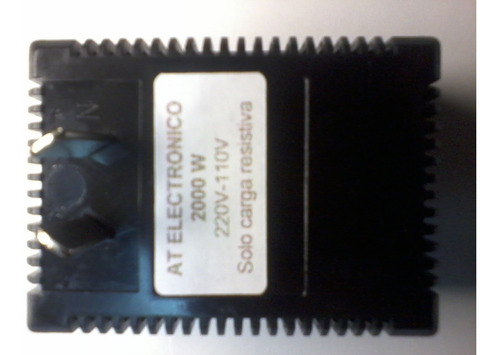 N
AT ELECTRONICO
2000 W
220V-110V
Solo carga resistiva